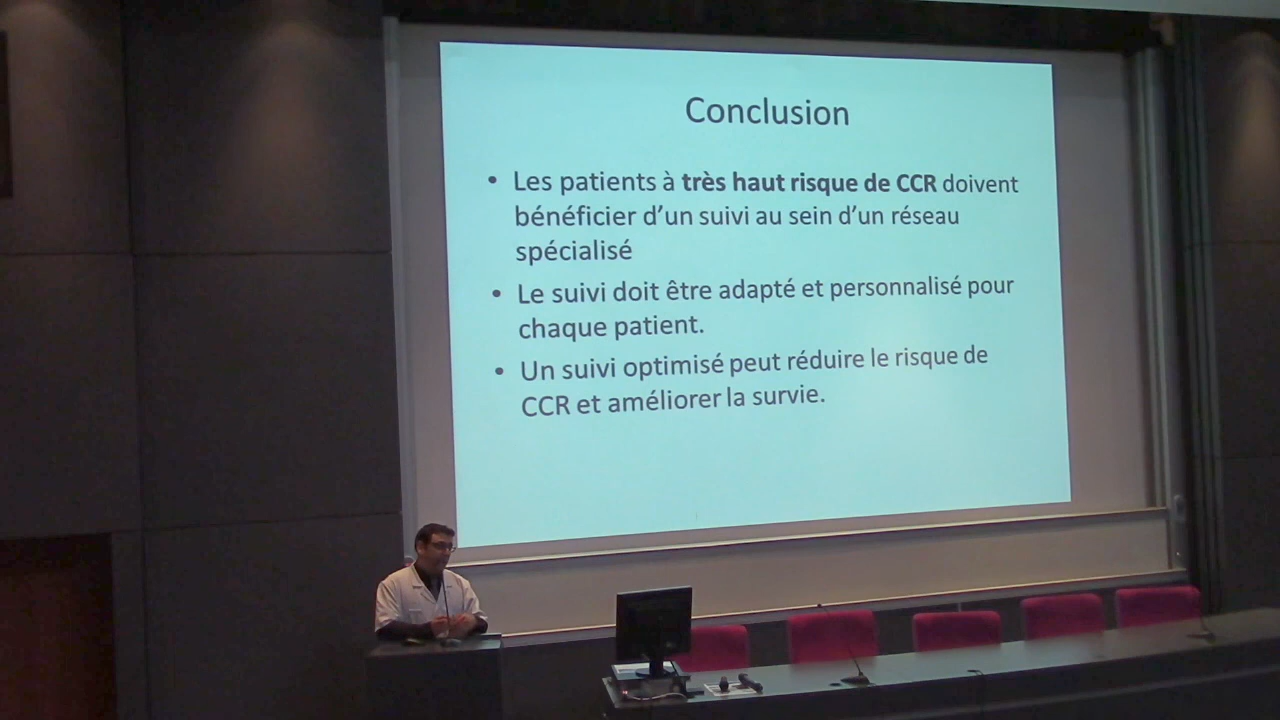 Conclusion
• Les patients à très haut risque de CCR doivent
bénéficier d'un suivi au sein d'un réseau
spécialisé
• Le suivi doit être adapté et personnalisé pour
chaque patient.
• Un suivi optimisé peut réduire le risque de
CCR et améliorer la survie.